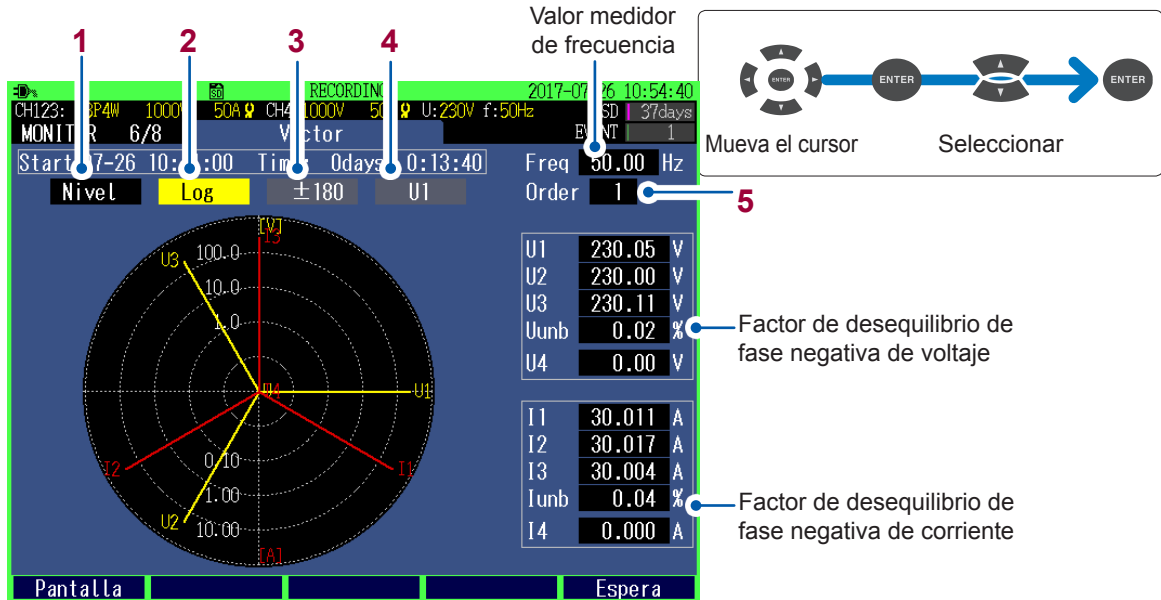 Valor medidor
de frecuencia
1 2 3 4
ENTER ENTER ENTER
Mueva el cursor Seleccionar
SD RECORDING 2017-07-26 10:54:40
CH123: 3P4W 1000V 50A CH4: 1000V U:230V f:50Hz SD 37days
MONITOR 6/8 Vector EVENT 1
Start 07-26 Time 0days 0:13:40 Freq 50.00 Hz
Nivel Log ±180 U1 Order 1
5
[V]
I3
U3
100.0
10.0
1.0
U4
U1
0.10
I2
I1
1.00
U2
10.00
[A]
U1 230.05 V
U2 230.00 V
U3 230.11 V
Uunb 0.02 %
U4 0.00 V
Factor de desequilibrio de
fase negativa de voltaje
I1 30.011 A
I2 30.017 A
I3 30.004 A
Iunb 0.04 %
I4 0.000 A
Factor de desequilibrio de
fase negativa de corriente
Pantalla Espera